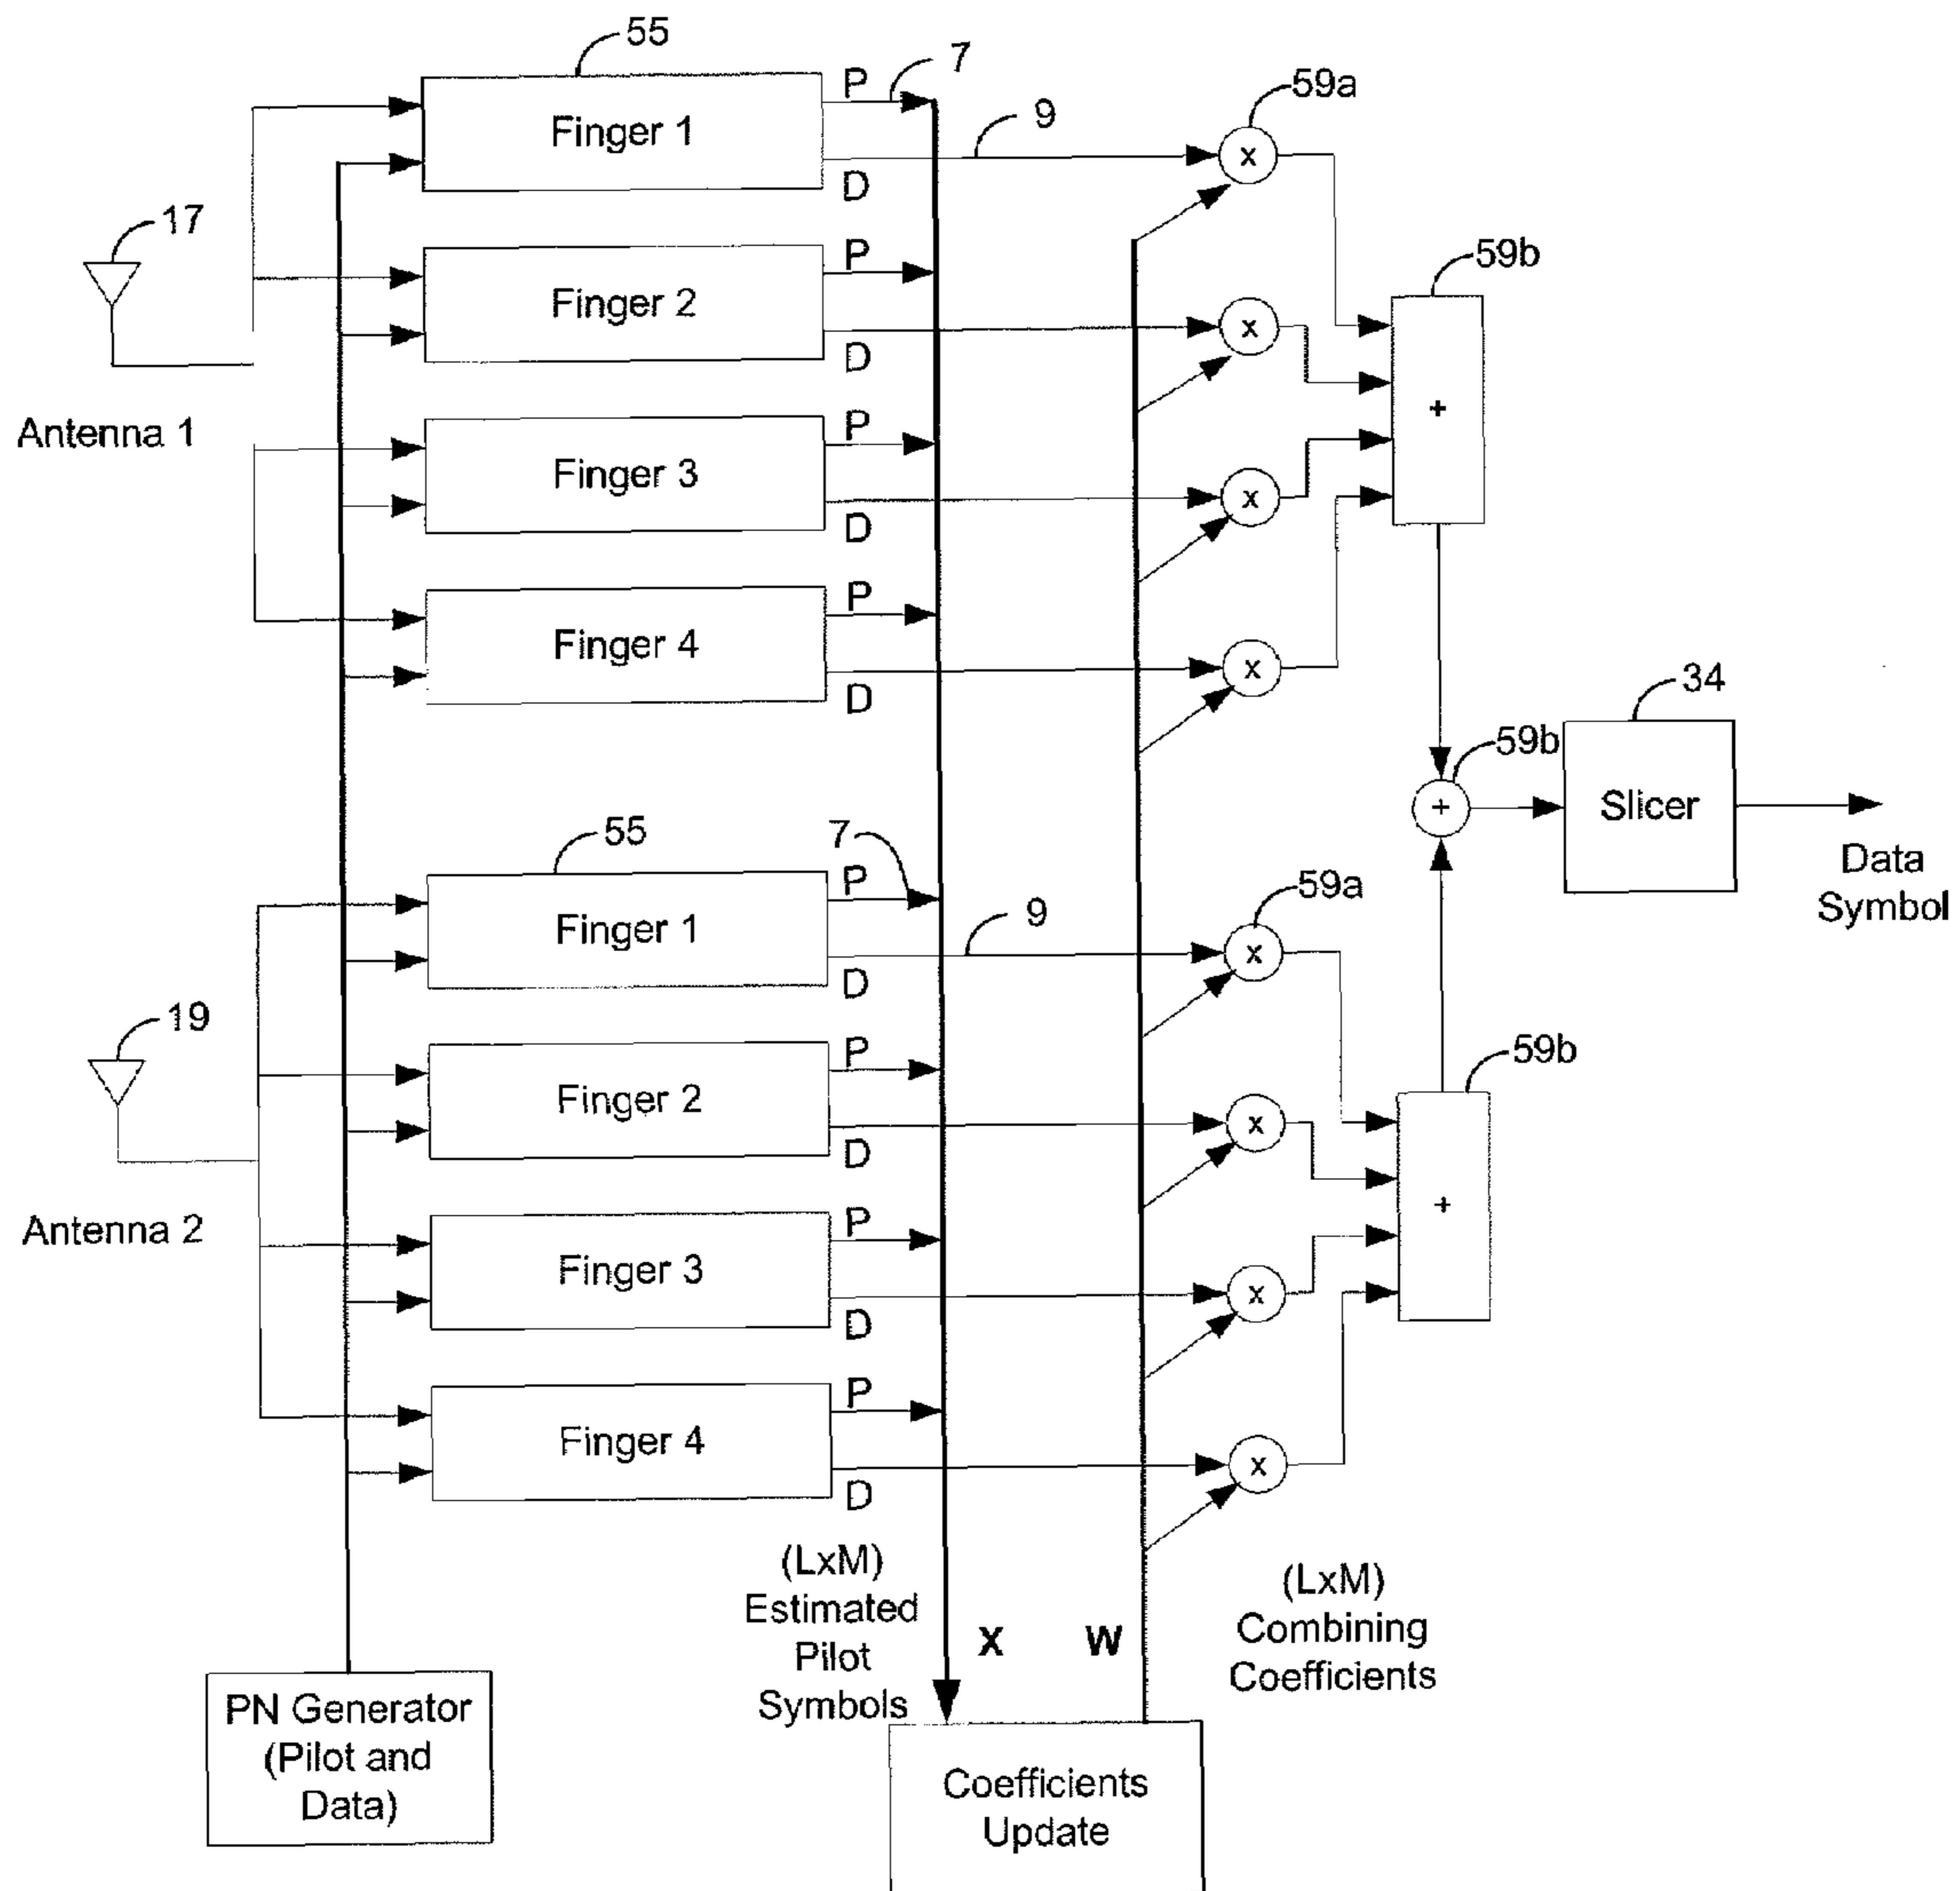 55
P
7
59a
Finger 1
9
x
D
17
P
59b
Finger 2
x
D
+
Antenna 1
P
Finger 3
x
D
P
Finger 4
x
D
34
59b
+
Slicer
Data
Symbol
55
7
P
59a
Finger 1
9
x
D
19
P
59b
Finger 2
x
D
+
Antenna 2
P
Finger 3
x
D
P
Finger 4
x
D
(LxM)
Estimated
Pilot
Symbols
X
W
(LxM)
Combining
Coefficients
PN Generator
(Pilot and
Data)
Coefficients
Update